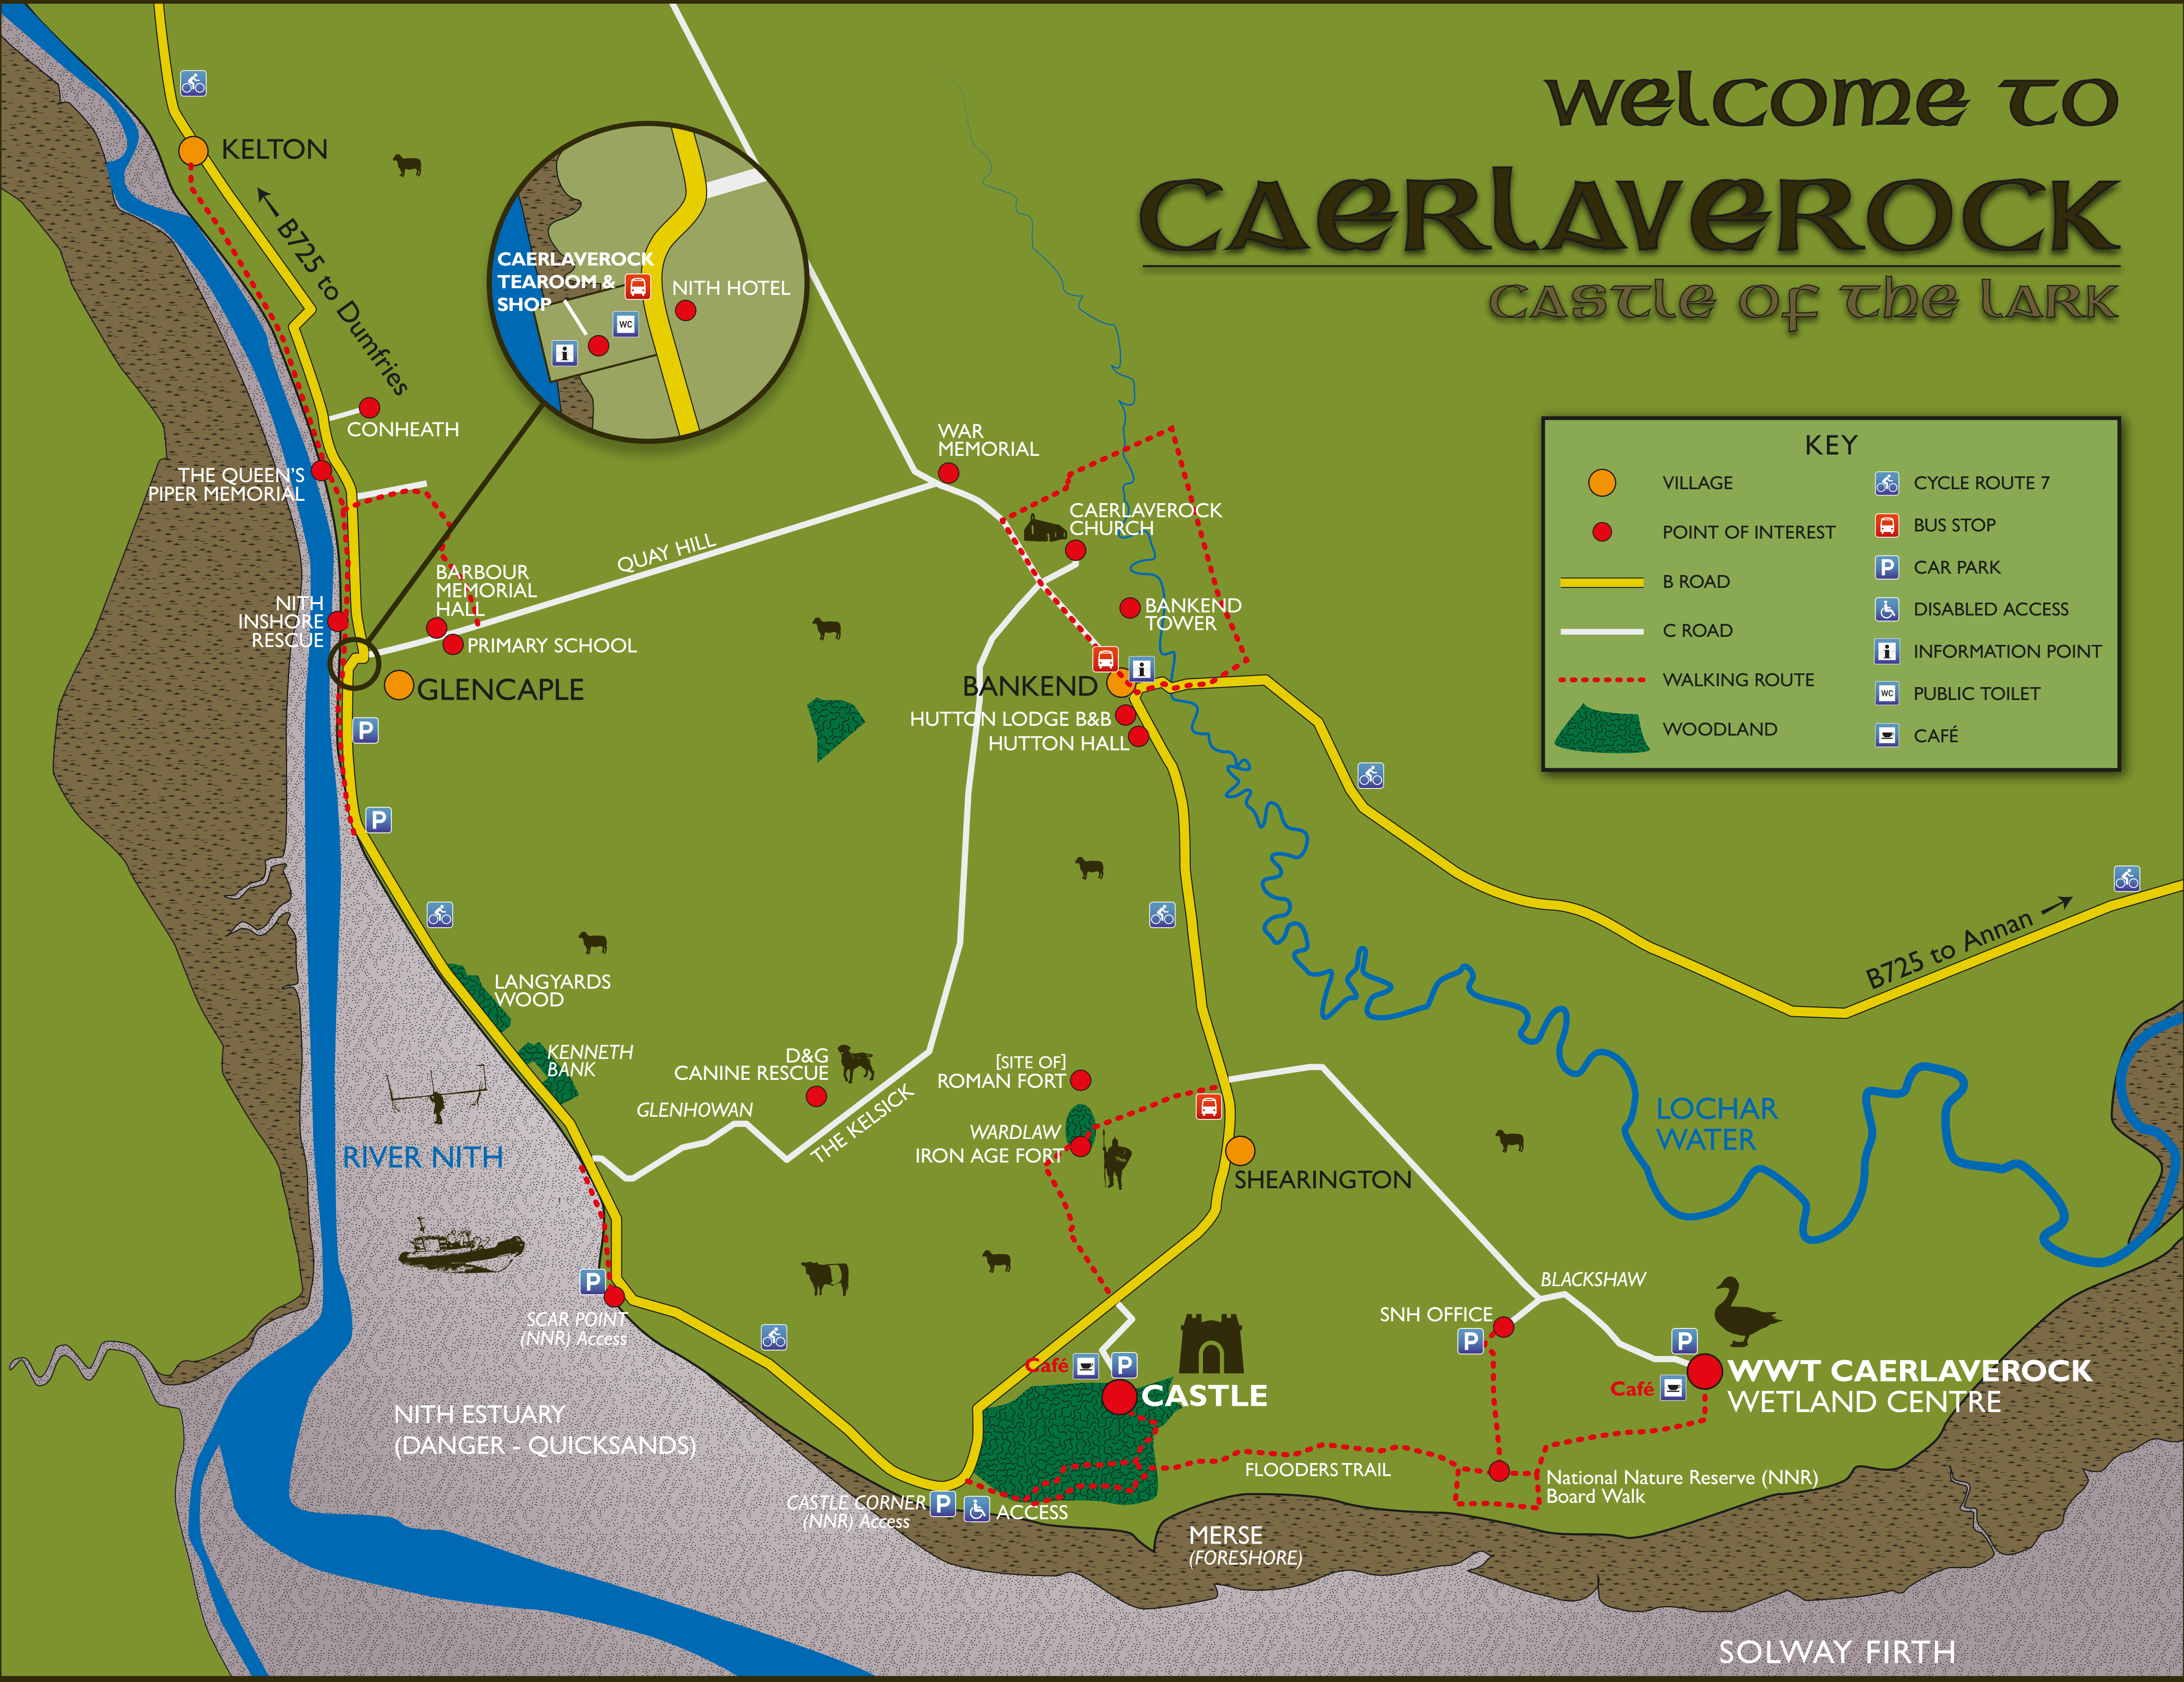 Welcome to
CAERLAVEROCK
CASTLE OF THE LARK
KELTON
B725 to Dumfries
CAERLAVEROCK
TEAROOM &
SHOP
NITH HOTEL
WC
i
CONHEATH
THE QUEEN'S
PIPER MEMORIAL
WAR
MEMORIAL
CAERLAVEROCK
CHURCH
QUAY HILL
BARBOUR
MEMORIAL
HALL
NITH
INSHORE
RESCUE
PRIMARY SCHOOL
GLENCAPLE
P
P
BANKEND
TOWER
i
BANKEND
HUTTON LODGE B&B
HUTTON HALL
KEY
VILLAGE
POINT OF INTEREST
B ROAD
C ROAD
WALKING ROUTE
WOODLAND
CYCLE ROUTE 7
BUS STOP
P CAR PARK
DISABLED ACCESS
i INFORMATION POINT
WC PUBLIC TOILET
CAFÉ
B725 to Annan
LANGYARDS
WOOD
KENNETH
BANK
D&G
CANINE RESCUE
GLENHOWAN
THE KELSICK
[SITE OF]
ROMAN FORT
WARDLAW
IRON AGE FORT
SHEARINGTON
LOCHAR
WATER
RIVER NITH
P
SCAR POINT
(NNR) Access
BLACKSHAW
SNH OFFICE
P
P
Café
WWT CAERLAVEROCK
WETLAND CENTRE
Café
P
CASTLE
NITH ESTUARY
(DANGER - QUICKSANDS)
FLOODERS TRAIL
National Nature Reserve (NNR)
Board Walk
CASTLE CORNER
(NNR) Access
P
ACCESS
MERSE
(FORESHORE)
SOLWAY FIRTH